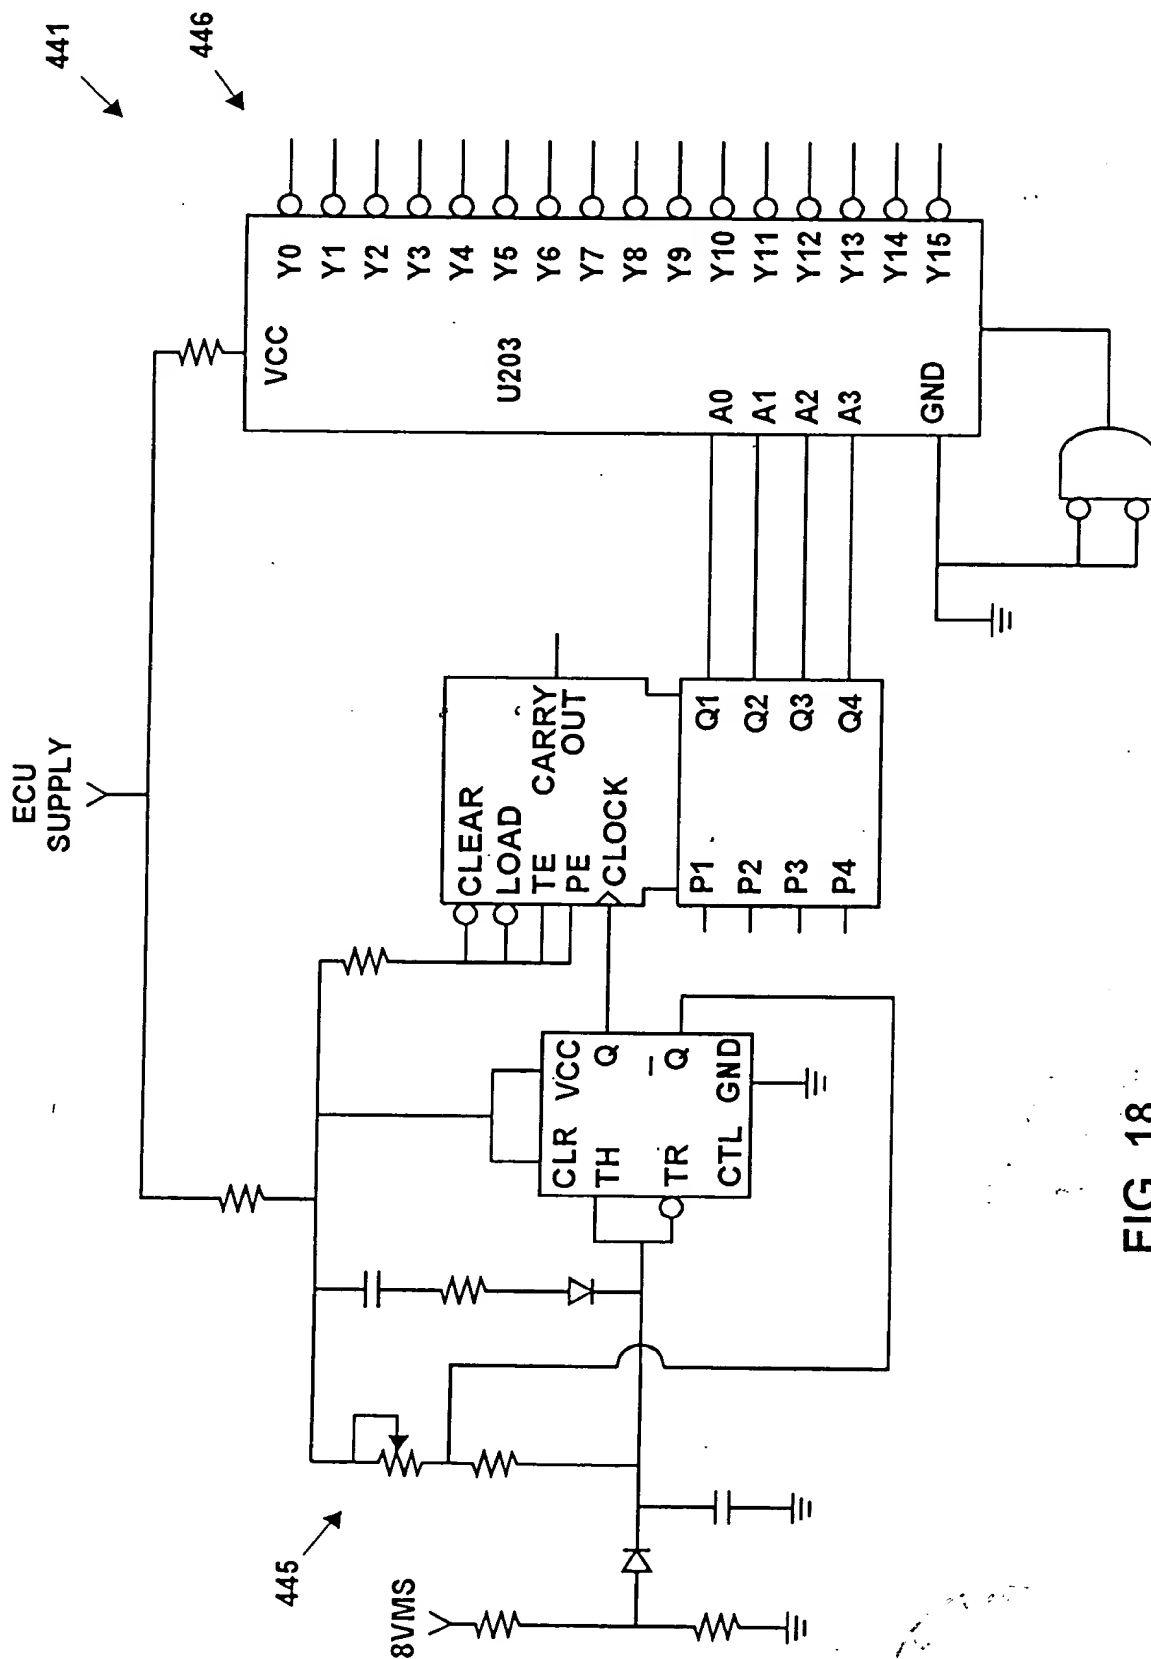 441
446
ECU
SUPPLY
VCC
U203
Y0
Y1
Y2
Y3
Y4
Y5
Y6
Y7
Y8
Y9
Y10
Y11
Y12
Y13
Y14
Y15
A0
A1
A2
A3
GND
CLEAR
LOAD
TE
PE
CARRY
OUT
CLOCK
P1
P2
P3
P4
Q1
Q2
Q3
Q4
CLR
VCC
TH
Q
TR
Q̅
CTL
GND
445
8VMS
FIG. 18